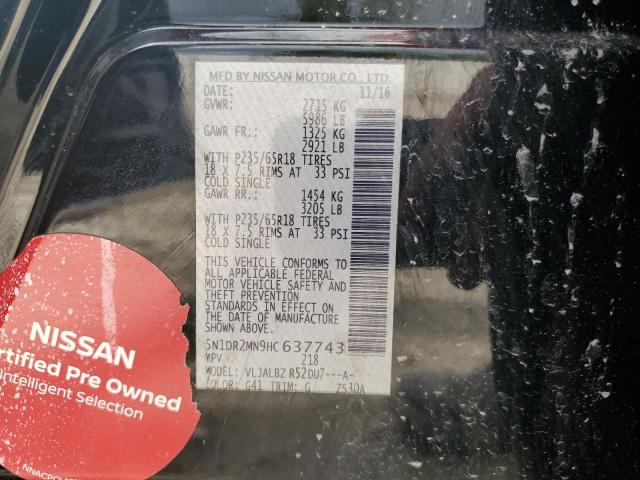 MFD BY NISSAN MOTOR CO., LTD.
DATE: 11/16
GVWR: 2715 KG
5986 LB
GAWR FR.: 1325 KG
2921 LB
WITH P235/65R18 TIRES
18 X 7.5 RIMS AT 33 PSI
COLD SINGLE
GAWR RR.: 1454 KG
3205 LB
WITH P235/65R18 TIRES
18 X 7.5 RIMS AT 33 PSI
COLD SINGLE
THIS VEHICLE CONFORMS TO
ALL APPLICABLE FEDERAL
MOTOR VEHICLE SAFETY AND
THEFT PREVENTION
STANDARDS IN EFFECT ON
THE DATE OF MANUFACTURE
SHOWN ABOVE.
5N1DR2MN9HC637743
MPV 218
MODEL: VLJALBZ R52DU7---A-
COLOR: G41 TRIM: G ZS30A
NISSAN
Certified Pre Owned
Intelligent Selection